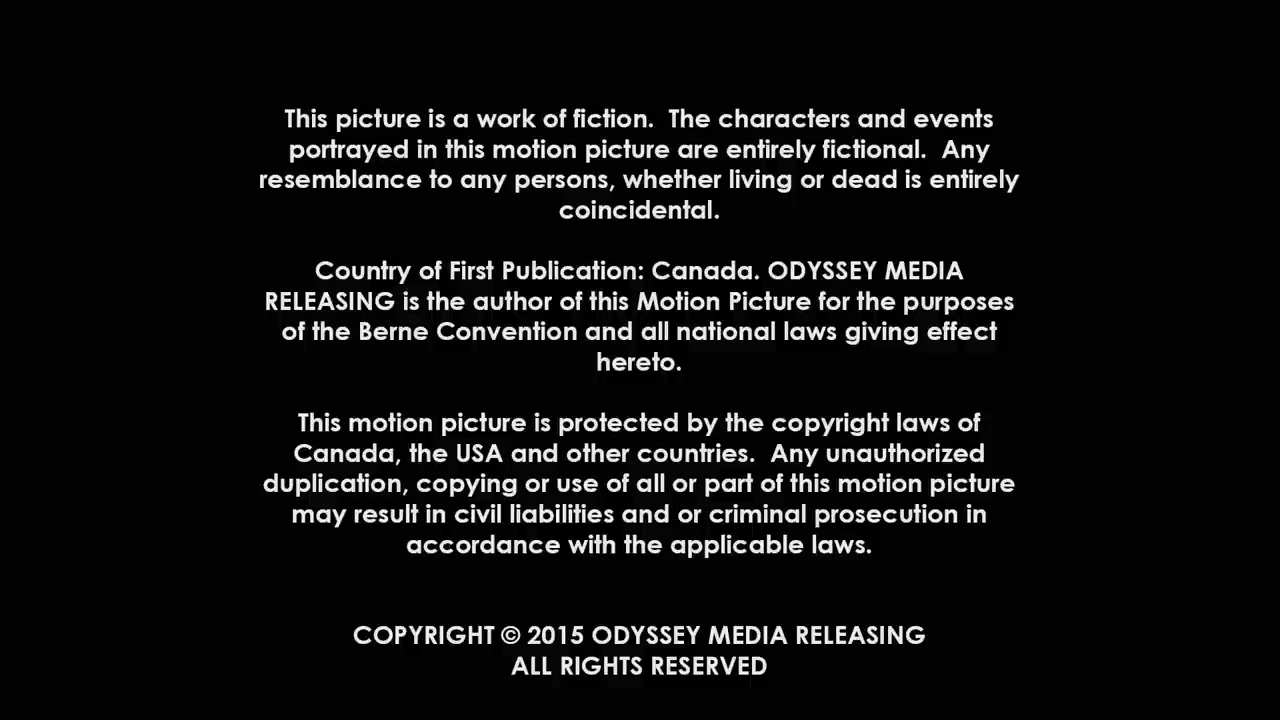 This picture is a work of fiction.  The characters and events
portrayed in this motion picture are entirely fictional.  Any
resemblance to any persons, whether living or dead is entirely
coincidental.
Country of First Publication: Canada. ODYSSEY MEDIA
RELEASING is the author of this Motion Picture for the purposes
of the Berne Convention and all national laws giving effect
hereto.
This motion picture is protected by the copyright laws of
Canada, the USA and other countries.  Any unauthorized
duplication, copying or use of all or part of this motion picture
may result in civil liabilities and or criminal prosecution in
accordance with the applicable laws.
COPYRIGHT © 2015 ODYSSEY MEDIA RELEASING
ALL RIGHTS RESERVED